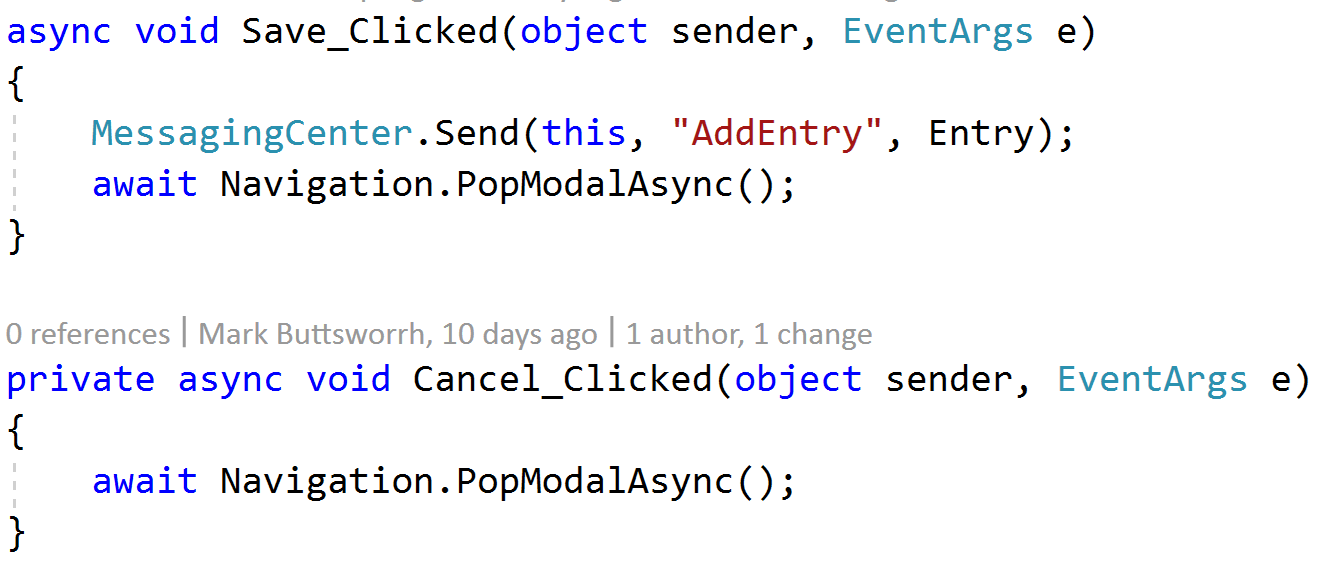 async void Save_Clicked(object sender, EventArgs e)
{
    MessagingCenter.Send(this, "AddEntry", Entry);
    await Navigation.PopModalAsync();
}
0 references | Mark Buttsworrh, 10 days ago | 1 author, 1 change
private async void Cancel_Clicked(object sender, EventArgs e)
{
    await Navigation.PopModalAsync();
}